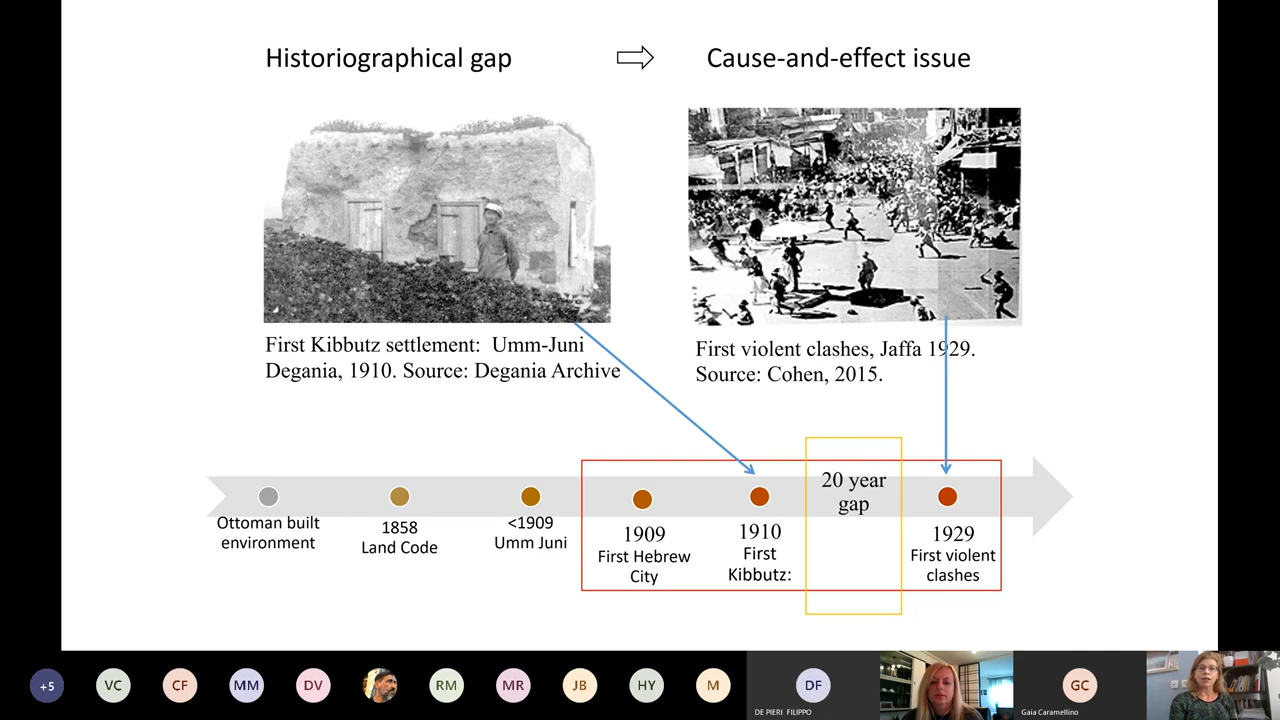 Historiographical gap
Cause-and-effect issue
First Kibbutz settlement: Umm-Juni
Degania, 1910. Source: Degania Archive
First violent clashes, Jaffa 1929.
Source: Cohen, 2015.
Ottoman built
environment
1858
Land Code
<1909
Umm Juni
1909
First Hebrew
City
1910
First
Kibbutz:
20 year
gap
1929
First violent
clashes
+5
VC
CF
MM
DV
RM
MR
JB
HY
M
DF
DE PIERI FILIPPO
GC
Gaia Caramellino